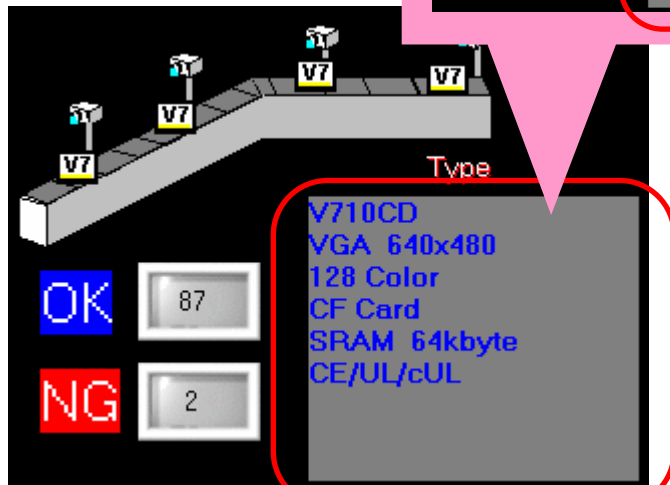 V7
V7
V7
V7
Type
V710CD
VGA 640x480
128 Color
CF Card
SRAM 64kbyte
CE/UL/cUL
OK
87
NG
2